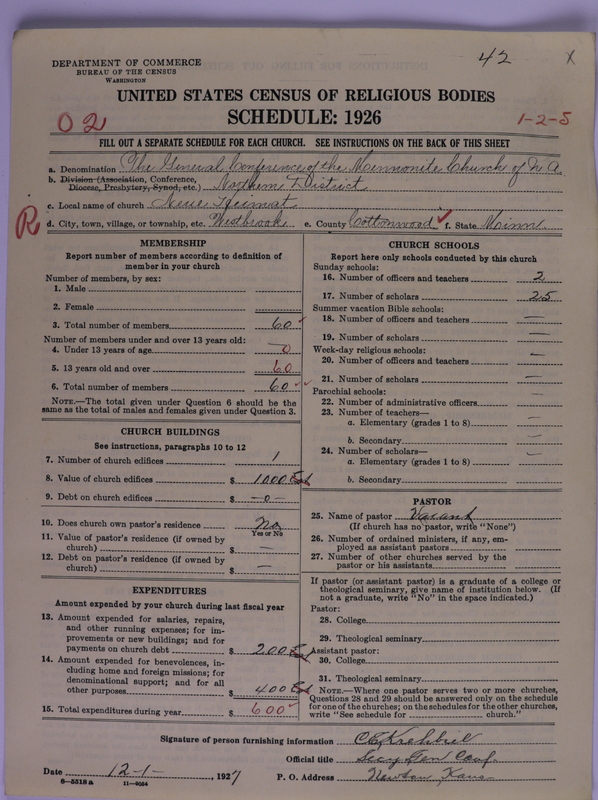 42 X
DEPARTMENT OF COMMERCE
BUREAU OF THE CENSUS
WASHINGTON
UNITED STATES CENSUS OF RELIGIOUS BODIES
02 SCHEDULE: 1926 1-2-5
FILL OUT A SEPARATE SCHEDULE FOR EACH CHURCH. SEE INSTRUCTIONS ON THE BACK OF THIS SHEET
a. Denomination The General Conference of the Mennonite Church of N A
b. Division (Association, Conference, Diocese, Presbytery, Synod, etc.) Northern District
c. Local name of church Neue Heimat
R d. City, town, village, or township, etc. Westbrook e. County Cottonwood ✓ f. State Minn
MEMBERSHIP
Report number of members according to definition of
member in your church
Number of members, by sex:
1. Male
2. Female
3. Total number of members 60 ✓
Number of members under and over 13 years old:
4. Under 13 years of age 0
5. 13 years old and over 60
6. Total number of members 60 ✓
NOTE.—The total given under Question 6 should be the
same as the total of males and females given under Question 3.
CHURCH BUILDINGS
See instructions, paragraphs 10 to 12
7. Number of church edifices 1
8. Value of church edifices $ 1000 Est
9. Debt on church edifices $ —0—
10. Does church own pastor's residence No
Yes or No
11. Value of pastor's residence (if owned by
church) $ —
12. Debt on pastor's residence (if owned by
church) $ —
EXPENDITURES
Amount expended by your church during last fiscal year
13. Amount expended for salaries, repairs,
and other running expenses; for im-
provements or new buildings; and for
payments on church debt $ 200 Est
14. Amount expended for benevolences, in-
cluding home and foreign missions; for
denominational support; and for all
other purposes $ 400 Est
15. Total expenditures during year $ 600 ✓
CHURCH SCHOOLS
Report here only schools conducted by this church
Sunday schools:
16. Number of officers and teachers 2
17. Number of scholars 25
Summer vacation Bible schools:
18. Number of officers and teachers —
19. Number of scholars —
Week-day religious schools:
20. Number of officers and teachers —
21. Number of scholars —
Parochial schools:
22. Number of administrative officers —
23. Number of teachers—
a. Elementary (grades 1 to 8) —
b. Secondary —
24. Number of scholars—
a. Elementary (grades 1 to 8) —
b. Secondary
PASTOR
25. Name of pastor Vacant
(If church has no pastor, write "None")
26. Number of ordained ministers, if any, em-
ployed as assistant pastors
27. Number of other churches served by the
pastor or his assistants
If pastor (or assistant pastor) is a graduate of a college or
theological seminary, give name of institution below. (If
not a graduate, write "No" in the space indicated.)
Pastor:
28. College
29. Theological seminary
Assistant pastor:
30. College
31. Theological seminary
NOTE.—Where one pastor serves two or more churches,
Questions 28 and 29 should be answered only on the schedule
for one of the churches; on the schedules for the other churches,
write "See schedule for church."
Signature of person furnishing information C E Krehbiel
Official title Secy Gen Conf.
Date 12-1-, 1927 P. O. Address Newton, Kans
8-5518a 11-9054